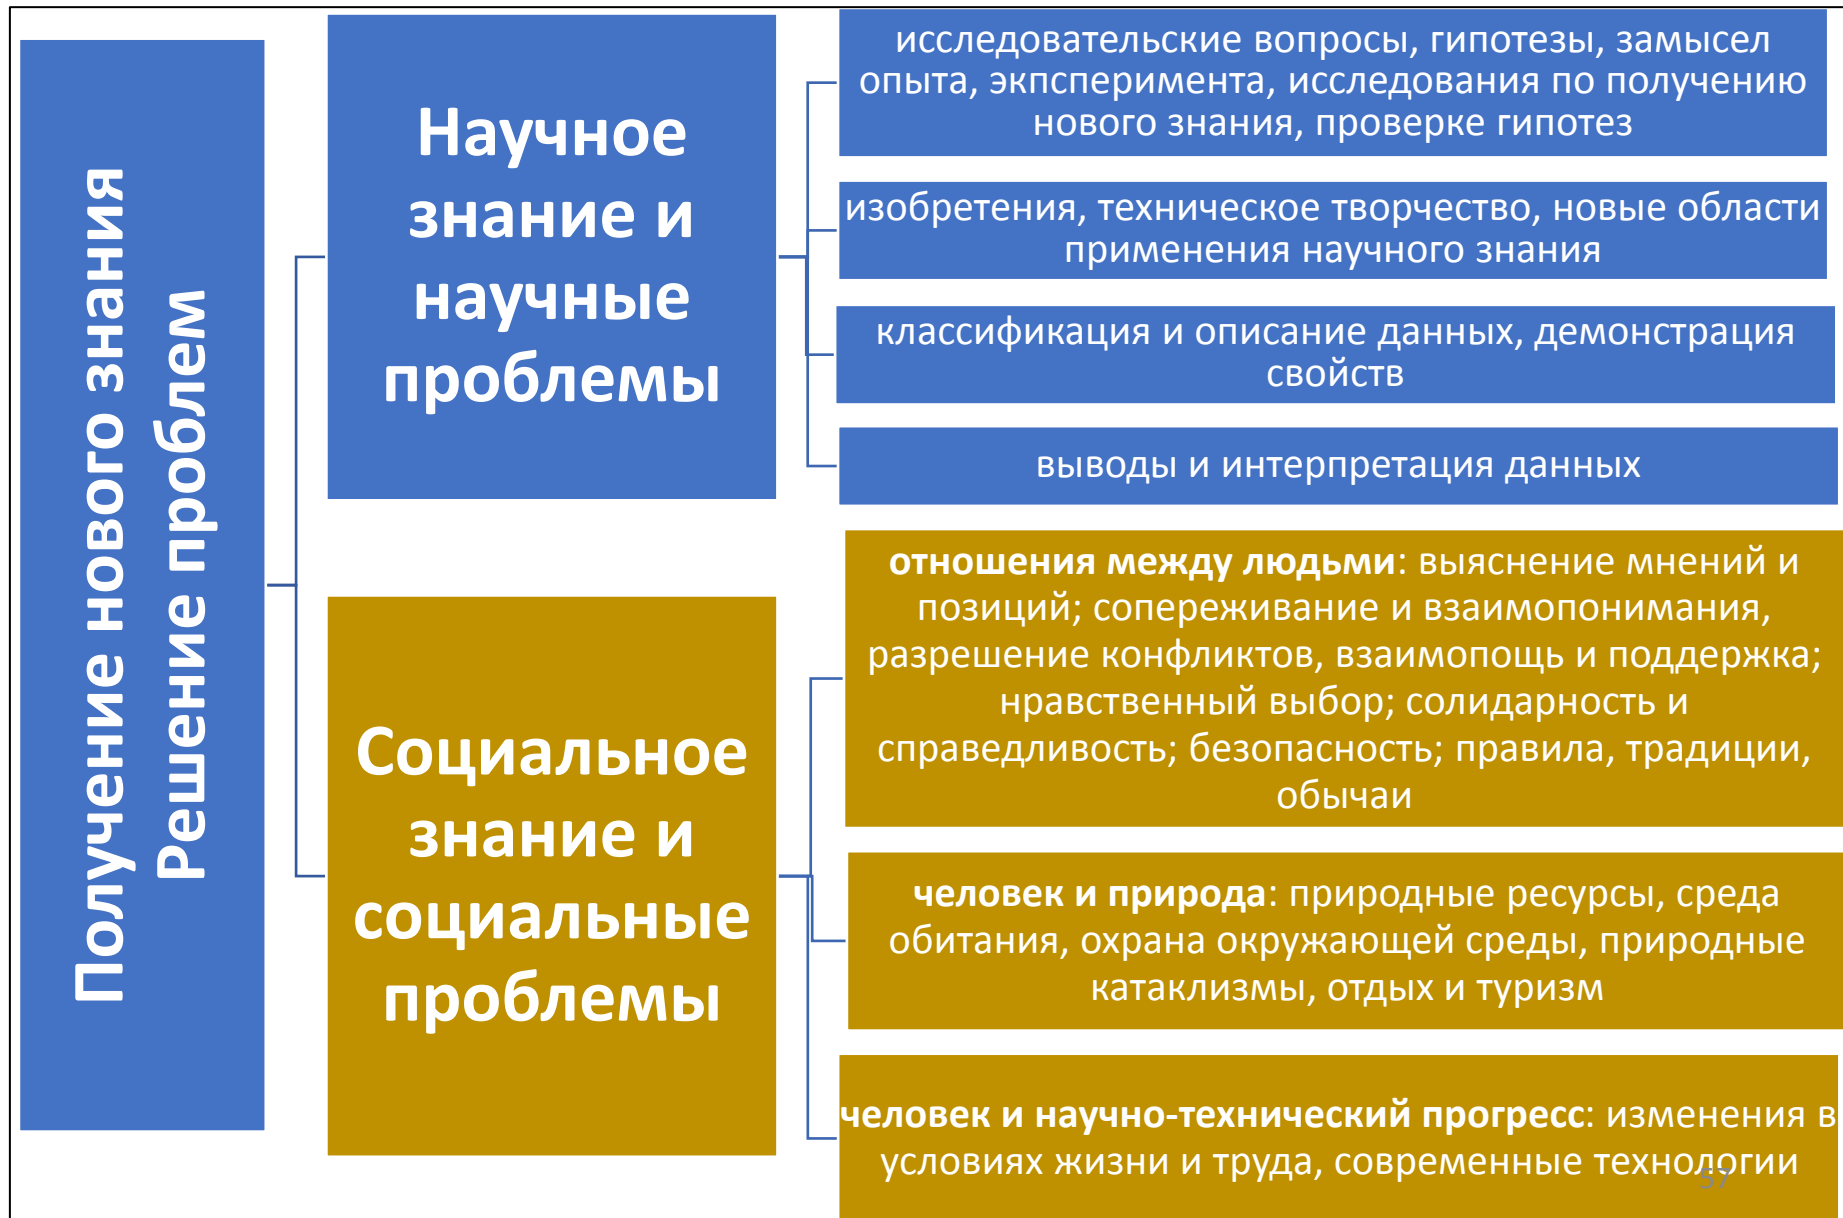 Получение нового знания
Решение проблем
Научное
знание и
научные
проблемы
исследовательские вопросы, гипотезы, замысел
опыта, экпсперимента, исследования по получению
нового знания, проверке гипотез
изобретения, техническое творчество, новые области
применения научного знания
классификация и описание данных, демонстрация
свойств
выводы и интерпретация данных
Социальное
знание и
социальные
проблемы
отношения между людьми: выяснение мнений и
позиций; сопереживание и взаимопонимания,
разрешение конфликтов, взаимопощь и поддержка;
нравственный выбор; солидарность и
справедливость; безопасность; правила, традиции,
обычаи
человек и природа: природные ресурсы, среда
обитания, охрана окружающей среды, природные
катаклизмы, отдых и туризм
человек и научно-технический прогресс: изменения в
условиях жизни и труда, современные технологии
57